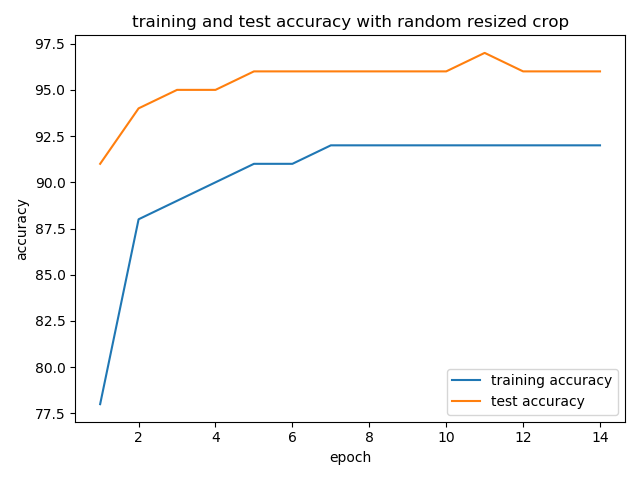 training and test accuracy with random resized crop
97.5
95.0
92.5
90.0
87.5
85.0
82.5
80.0
77.5
accuracy
2 4 6 8 10 12 14
epoch
training accuracy
test accuracy